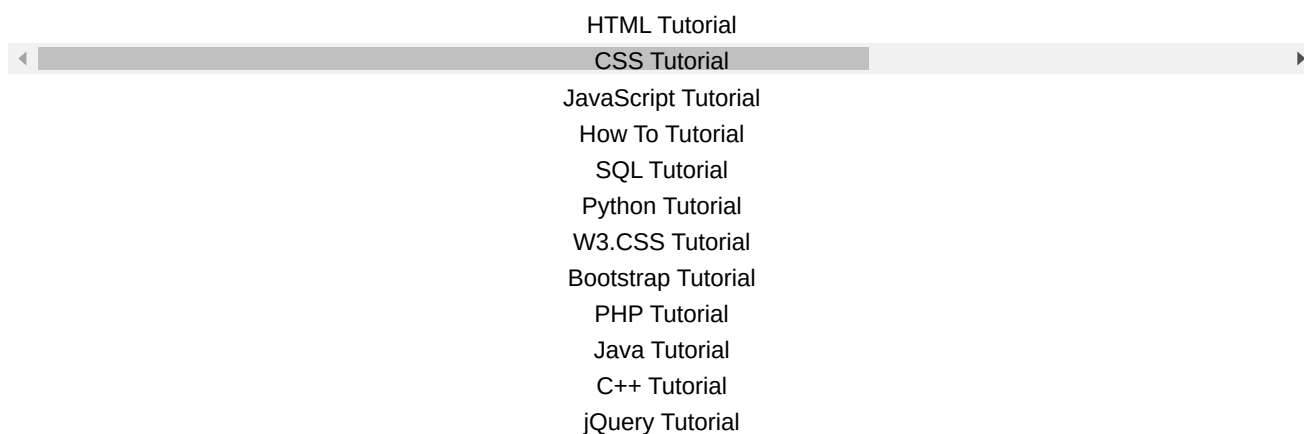 HTML Tutorial
CSS Tutorial
JavaScript Tutorial
How To Tutorial
SQL Tutorial
Python Tutorial
W3.CSS Tutorial
Bootstrap Tutorial
PHP Tutorial
Java Tutorial
C++ Tutorial
jQuery Tutorial